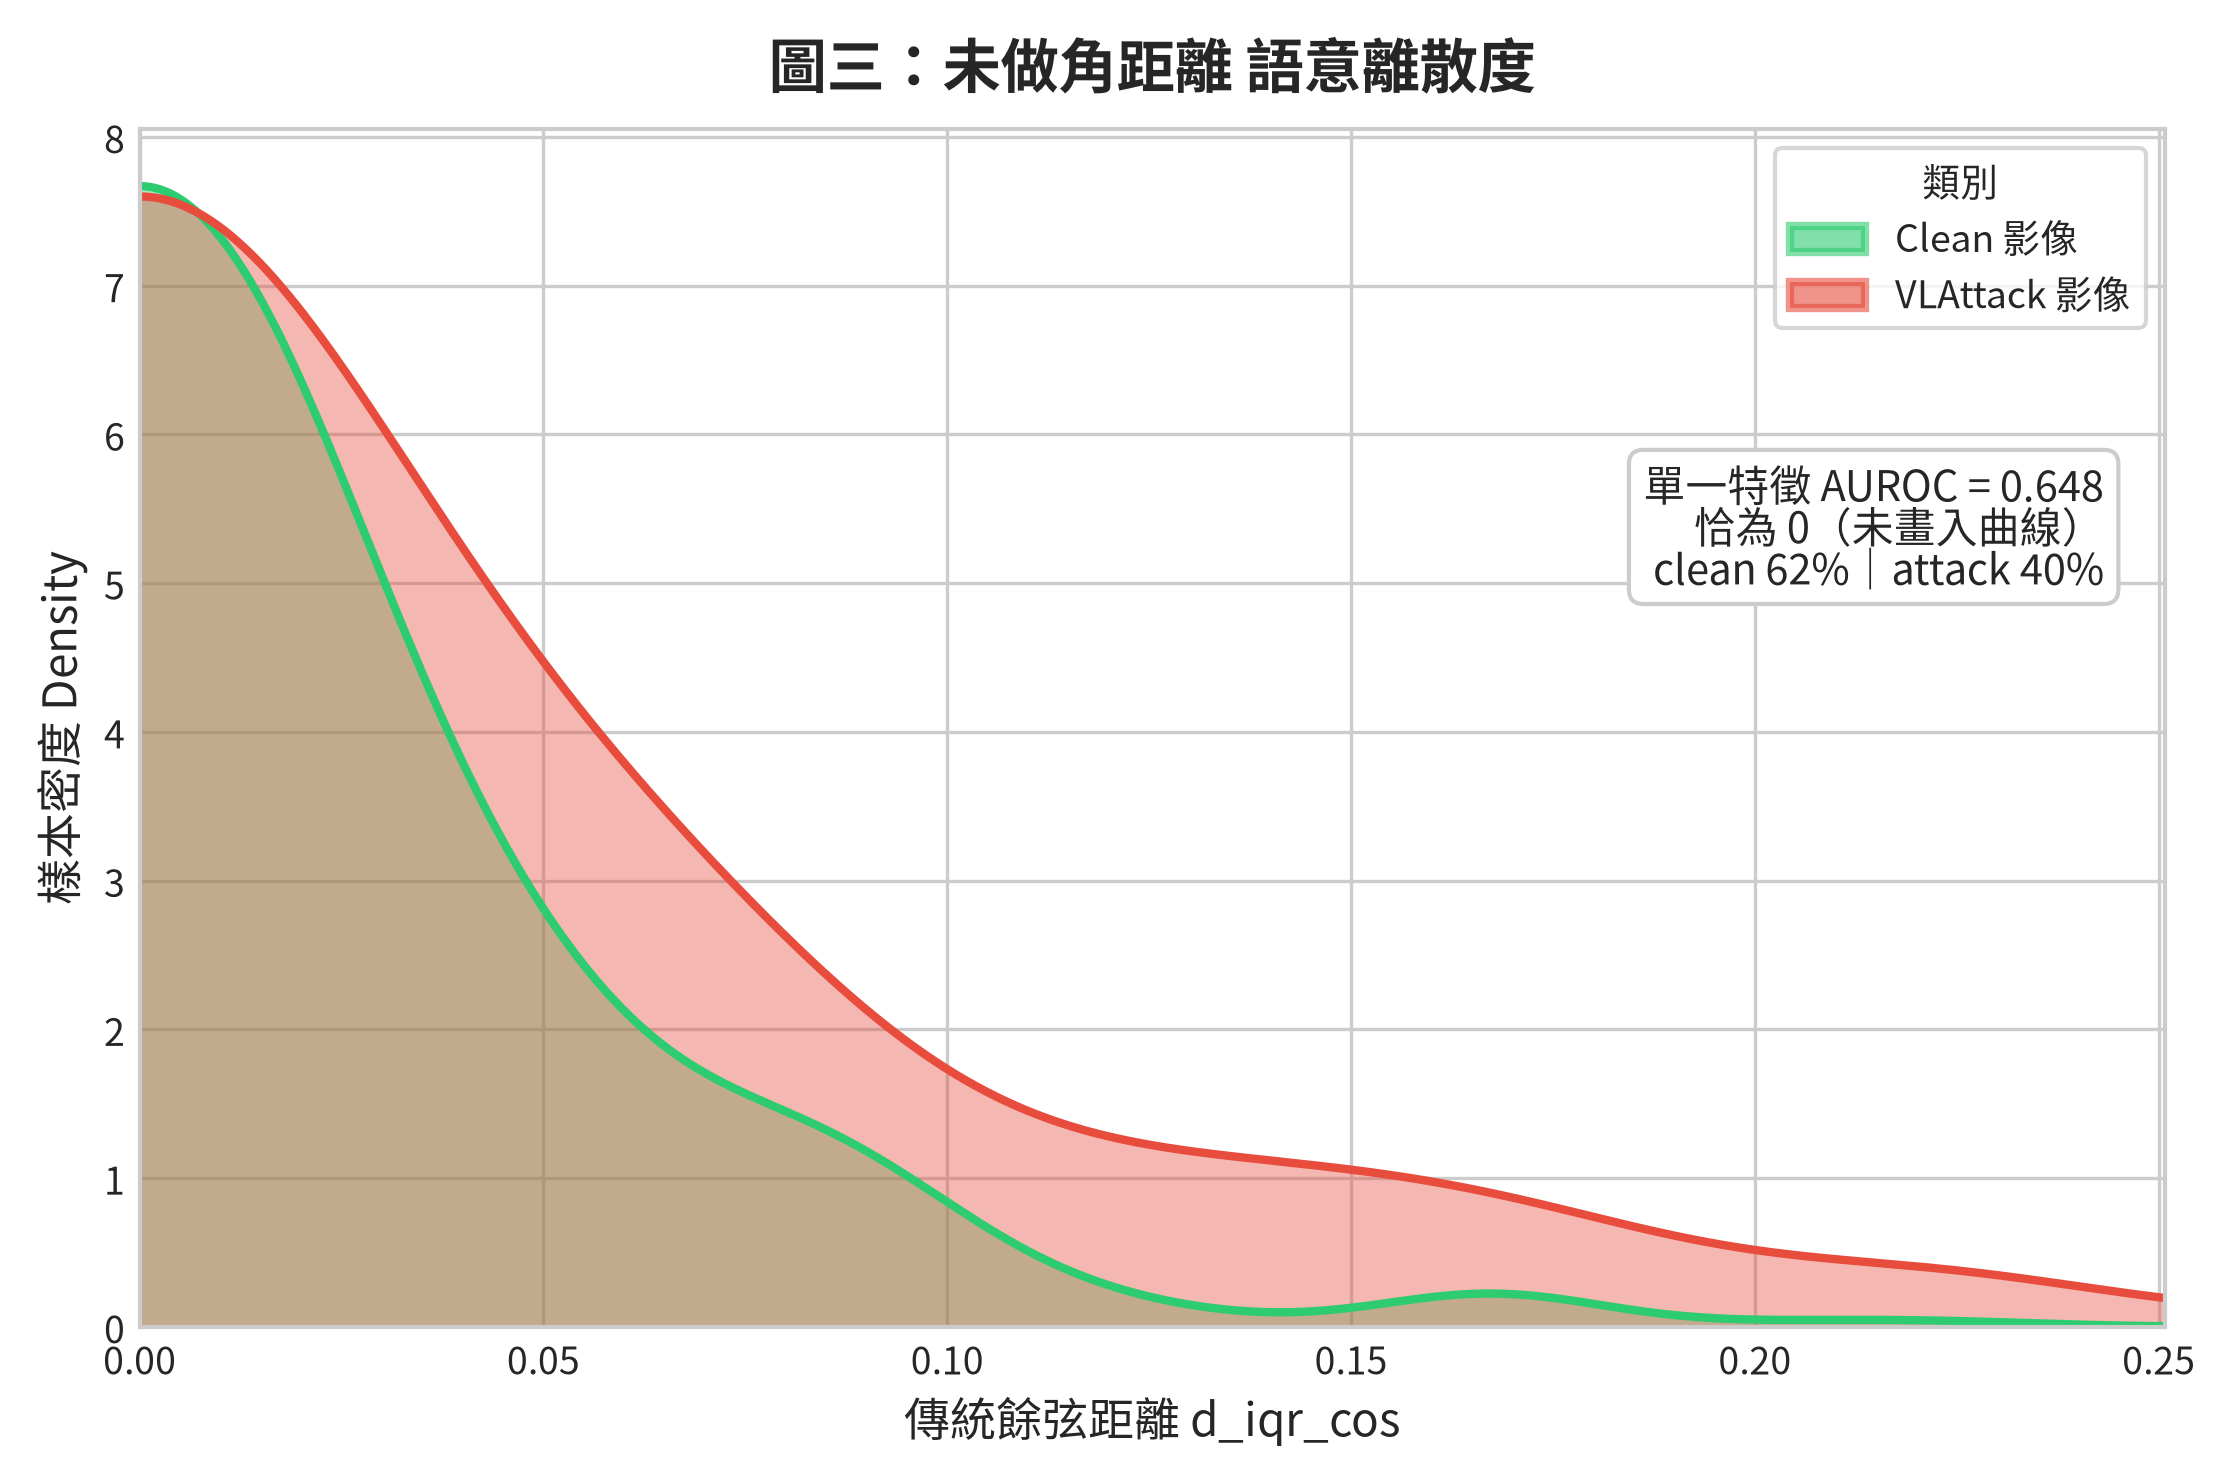 圖三：未做角距離 語意離散度
類別
Clean 影像
VLAttack 影像
單一特徵 AUROC = 0.648
恰為 0（未畫入曲線）
clean 62%｜attack 40%
樣本密度 Density
8
7
6
5
4
3
2
1
0
0.00 0.05 0.10 0.15 0.20 0.25
傳統餘弦距離 d_iqr_cos